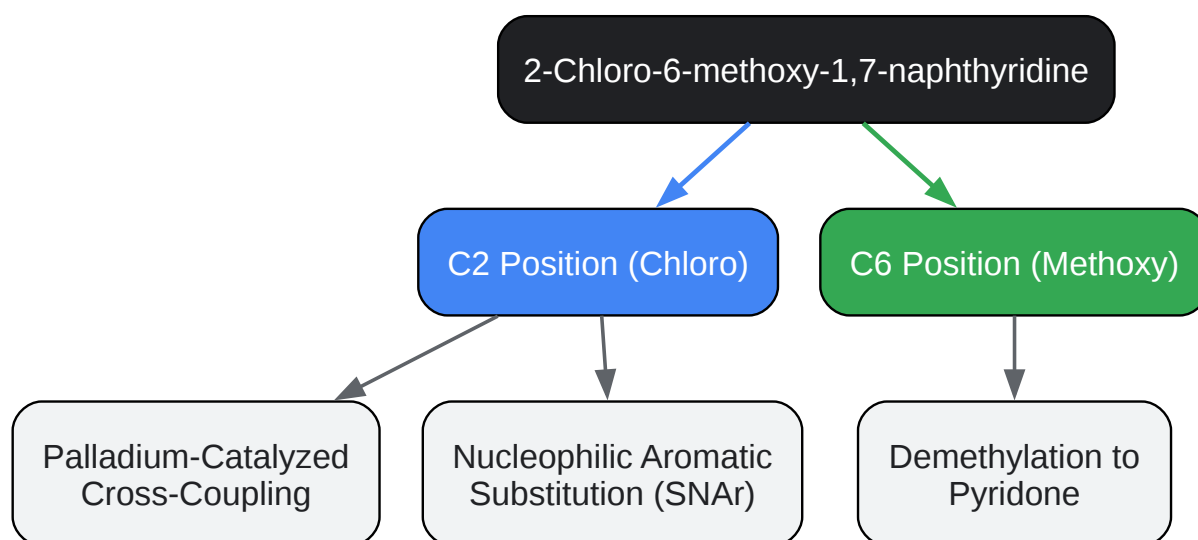 2-Chloro-6-methoxy-1,7-naphthyridine
C2 Position (Chloro)
C6 Position (Methoxy)
Palladium-Catalyzed
Cross-Coupling
Nucleophilic Aromatic
Substitution (SNAr)
Demethylation to
Pyridone